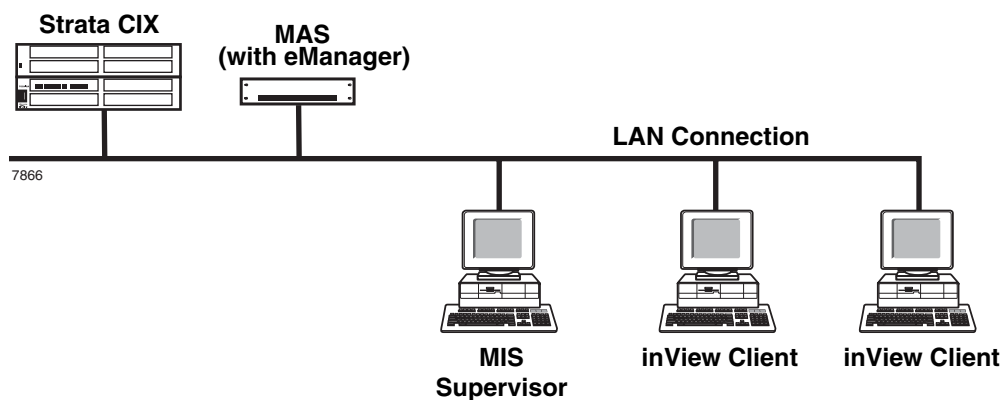 Strata CIX
MAS
(with eManager)
LAN Connection
7866
MIS
Supervisor
inView Client
inView Client